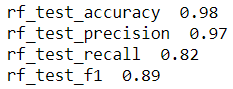 rf_test_accuracy  0.98
rf_test_precision  0.97
rf_test_recall  0.82
rf_test_f1  0.89